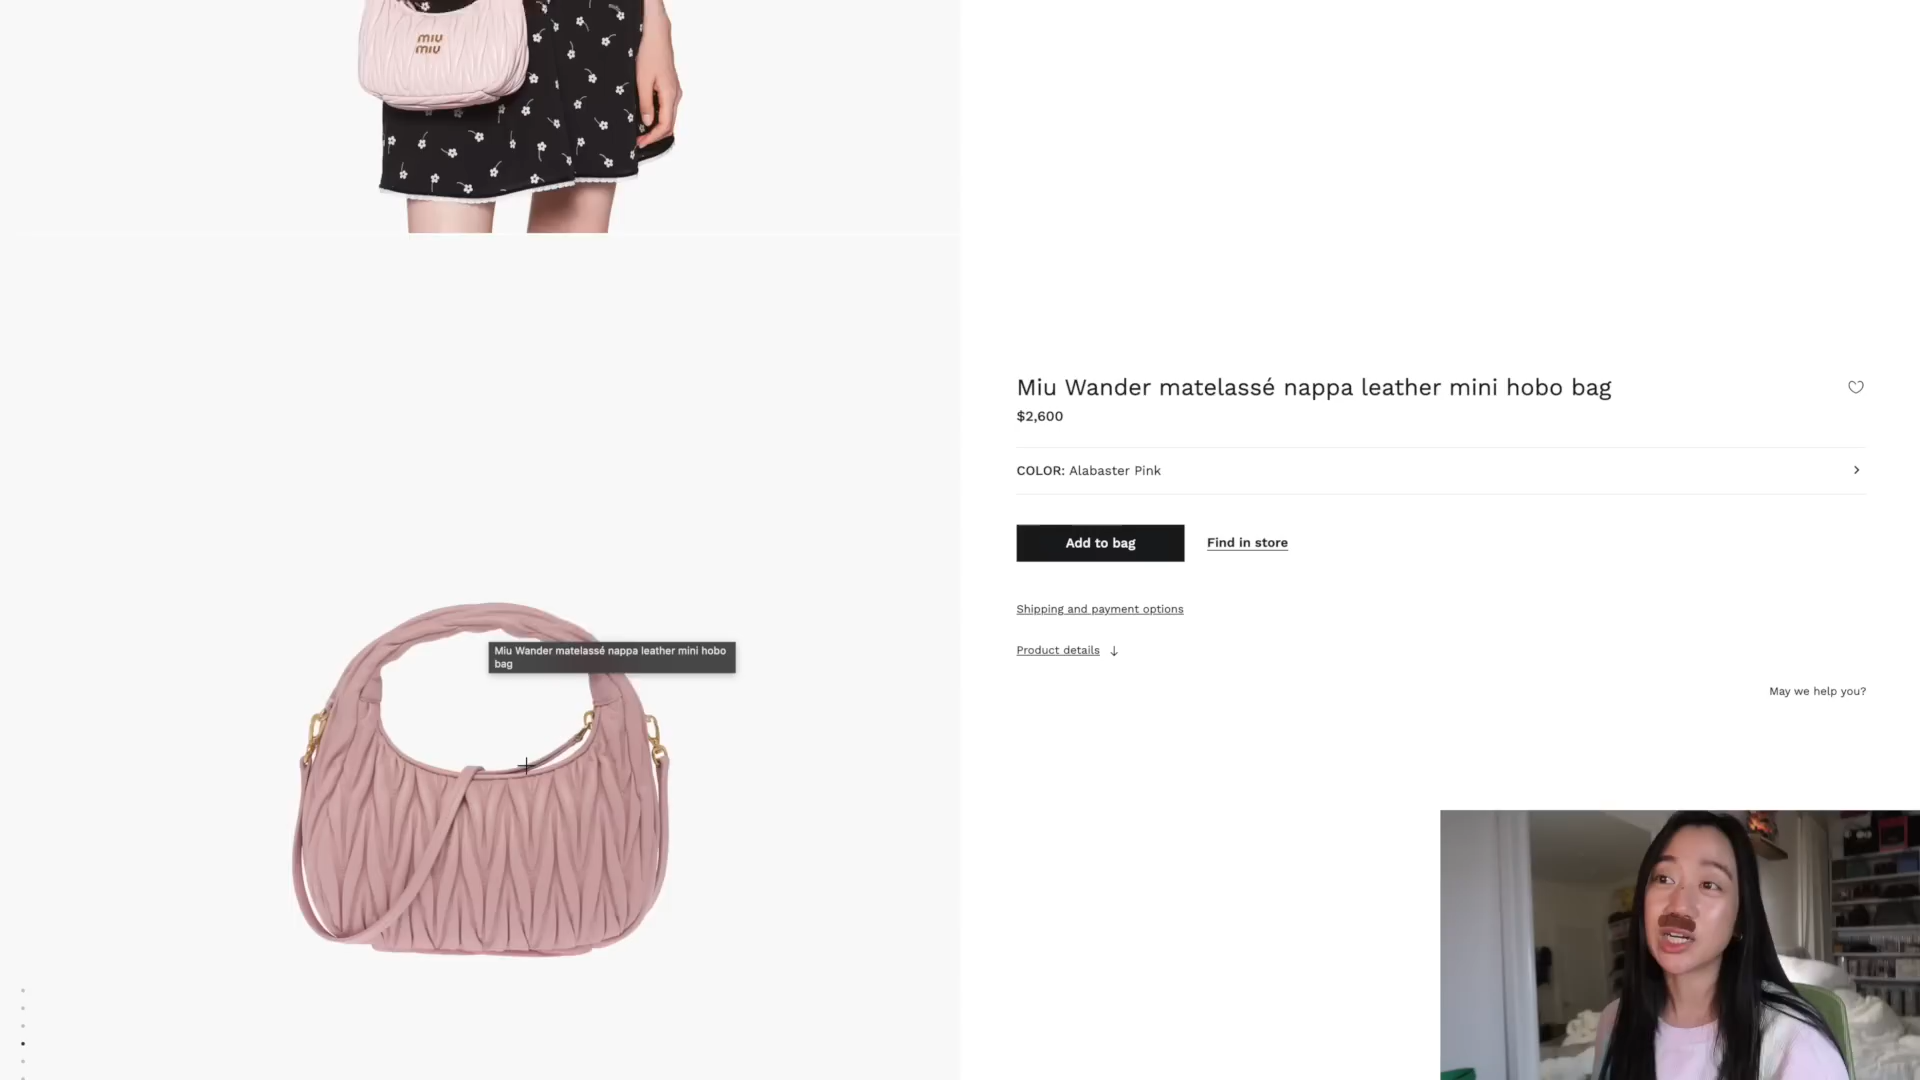 miu
miu
Miu Wander matelassé nappa leather mini hobo bag
$2,600
COLOR: Alabaster Pink
Add to bag
Find in store
Shipping and payment options
Miu Wander matelassé nappa leather mini hobo
bag
Product details ↓
May we help you?